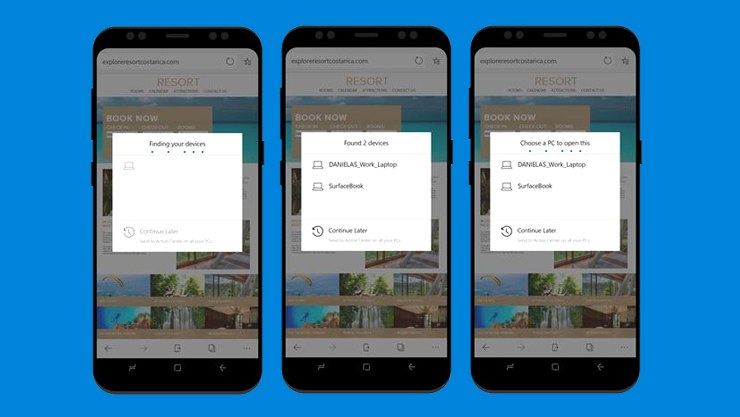 exploreresortcostarica.com
RESORT
ROOMS CALENDAR ATTRACTIONS CONTACT US
BOOK NOW
CHECK IN CHECK OUT ROOMS
Finding your devices
Continue Later
Send to Action Center on all your PCs
exploreresortcostarica.com
RESORT
ROOMS CALENDAR ATTRACTIONS CONTACT US
BOOK NOW
CHECK IN CHECK OUT ROOMS
Found 2 devices
DANIELAS_Work_Laptop
SurfaceBook
Continue Later
Send to Action Center on all your PCs
exploreresortcostarica.com
RESORT
ROOMS CALENDAR ATTRACTIONS CONTACT US
BOOK NOW
CHECK IN CHECK OUT ROOMS
Choose a PC to open this
DANIELAS_Work_Laptop
SurfaceBook
Continue Later
Send to Action Center on all your PCs